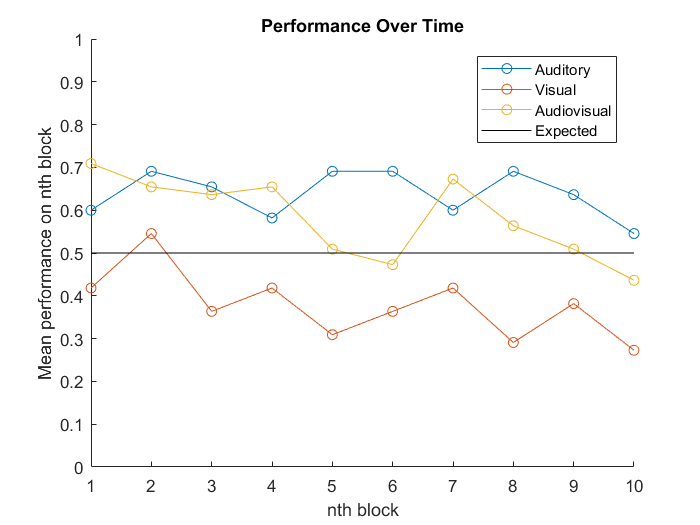 Performance Over Time
1
0.9
0.8
0.7
0.6
0.5
0.4
0.3
0.2
0.1
0
Mean performance on nth block
Auditory
Visual
Audiovisual
Expected
1 2 3 4 5 6 7 8 9 10
nth block